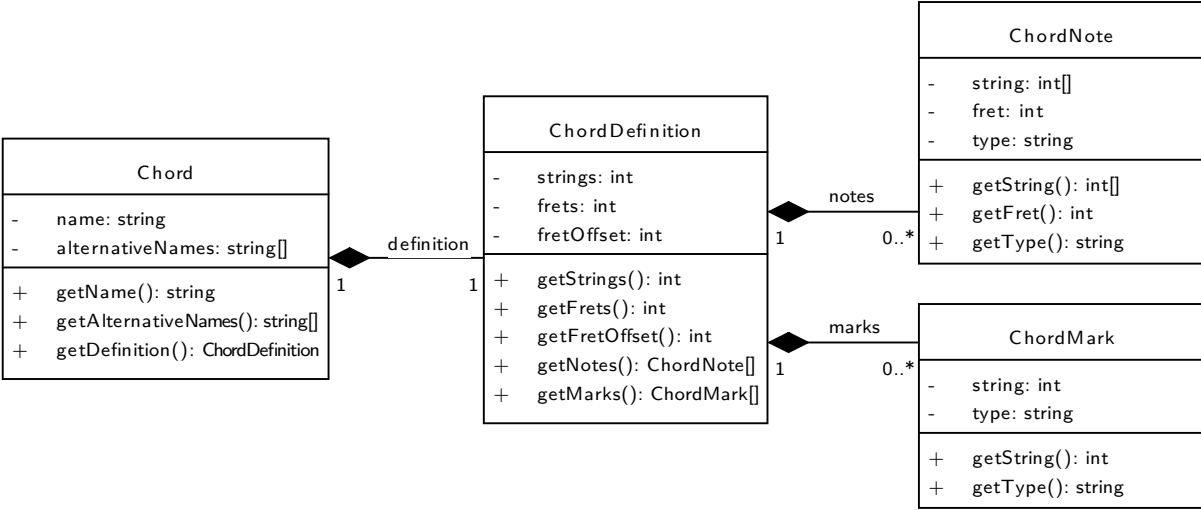 Chord
- name: string
- alternativeNames: string[]
+ getName(): string
+ getAlternativeNames(): string[]
+ getDefinition(): ChordDefinition
definition
1
1
ChordDefinition
- strings: int
- frets: int
- fretOffset: int
+ getStrings(): int
+ getFrets(): int
+ getFretOffset(): int
+ getNotes(): ChordNote[]
+ getMarks(): ChordMark[]
notes
1
0..*
marks
1
0..*
ChordNote
- string: int[]
- fret: int
- type: string
+ getString(): int[]
+ getFret(): int
+ getType(): string
ChordMark
- string: int
- type: string
+ getString(): int
+ getType(): string